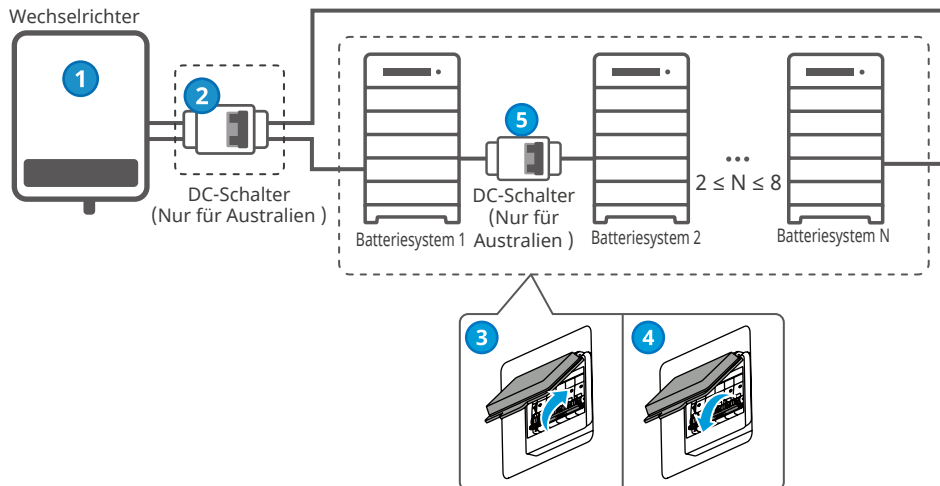 Wechselrichter
1
2
DC-Schalter
(Nur für Australien )
5
DC-Schalter
(Nur für
Australien )
...
2 ≤ N ≤ 8
Batteriesystem 1
Batteriesystem 2
Batteriesystem N
3
4